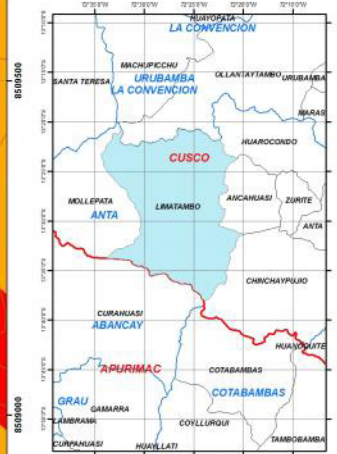 HUAYOPATA
LA CONVENCION
MACHUPICCHU
SANTA TERESA
URUBAMBA
OLLANTAYTAMBO
URUBAMBA
LA CONVENCION
MARAS
HUAROCONDO
CUSCO
MOLLEPATA
LIMATAMBO
ANCAHUASI
ZURITE
ANTA
ANTA
CHINCHAYPUJIO
CURAHUASI
ABANCAY
HUANOQUITE
APURIMAC
COTABAMBAS
COTABAMBAS
GRAU
GAMARRA
LAMBRAMA
COYLLURQUI
CURPAHUASI
HUAYLLATI
TAMBOBAMBA
8509500
8509000